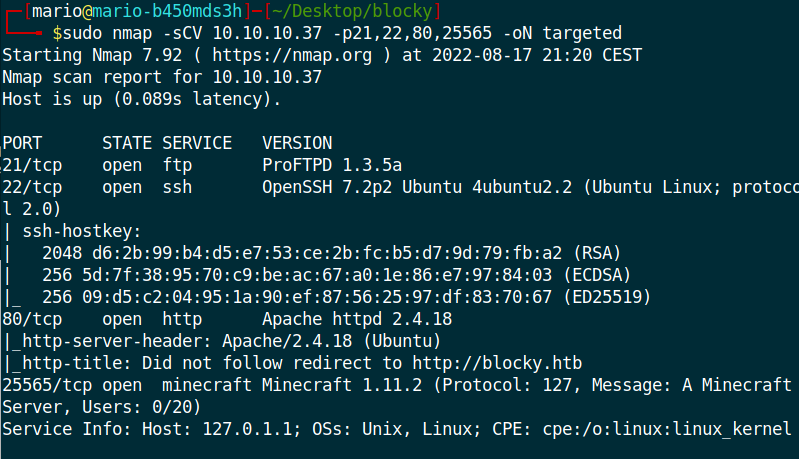 ┌─[mario@mario-b450mds3h]─[~/Desktop/blocky]
└──╼ $sudo nmap -sCV 10.10.10.37 -p21,22,80,25565 -oN targeted
Starting Nmap 7.92 ( https://nmap.org ) at 2022-08-17 21:20 CEST
Nmap scan report for 10.10.10.37
Host is up (0.089s latency).

PORT      STATE SERVICE   VERSION
21/tcp    open  ftp       ProFTPD 1.3.5a
22/tcp    open  ssh       OpenSSH 7.2p2 Ubuntu 4ubuntu2.2 (Ubuntu Linux; protoco
l 2.0)
| ssh-hostkey:
|   2048 d6:2b:99:b4:d5:e7:53:ce:2b:fc:b5:d7:9d:79:fb:a2 (RSA)
|   256 5d:7f:38:95:70:c9:be:ac:67:a0:1e:86:e7:97:84:03 (ECDSA)
|_  256 09:d5:c2:04:95:1a:90:ef:87:56:25:97:df:83:70:67 (ED25519)
80/tcp    open  http      Apache httpd 2.4.18
|_http-server-header: Apache/2.4.18 (Ubuntu)
|_http-title: Did not follow redirect to http://blocky.htb
25565/tcp open  minecraft Minecraft 1.11.2 (Protocol: 127, Message: A Minecraft
Server, Users: 0/20)
Service Info: Host: 127.0.1.1; OSs: Unix, Linux; CPE: cpe:/o:linux:linux_kernel